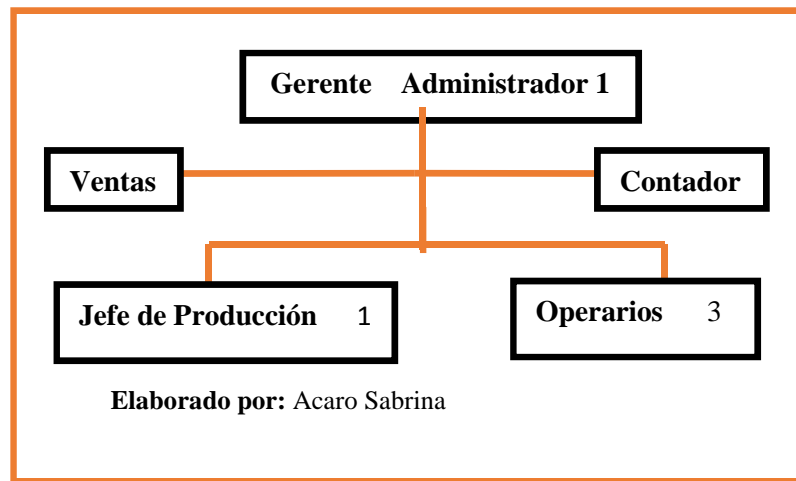 Gerente Administrador 1
Ventas
Contador
Jefe de Producción 1
Operarios 3
Elaborado por: Acaro Sabrina